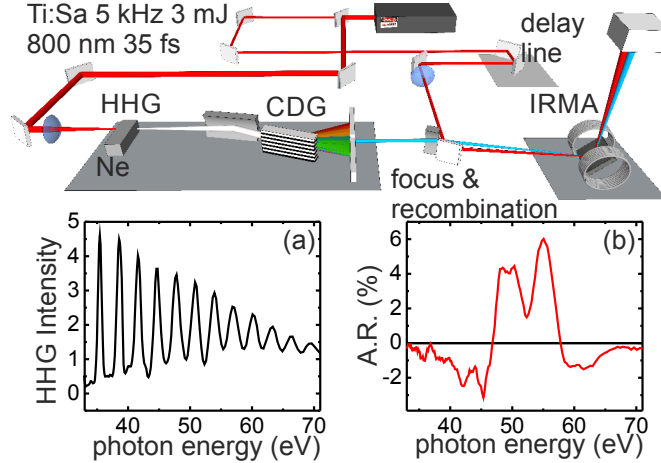 Ti:Sa 5 kHz 3 mJ
800 nm 35 fs
delay
line
HHG
CDG
IRMA
Ne
focus &
recombination
(a)
HHG Intensity
5
4
3
2
1
0
40 50 60 70
photon energy (eV)
(b)
A.R. (%)
6
4
2
0
-2
40 50 60 70
photon energy (eV)